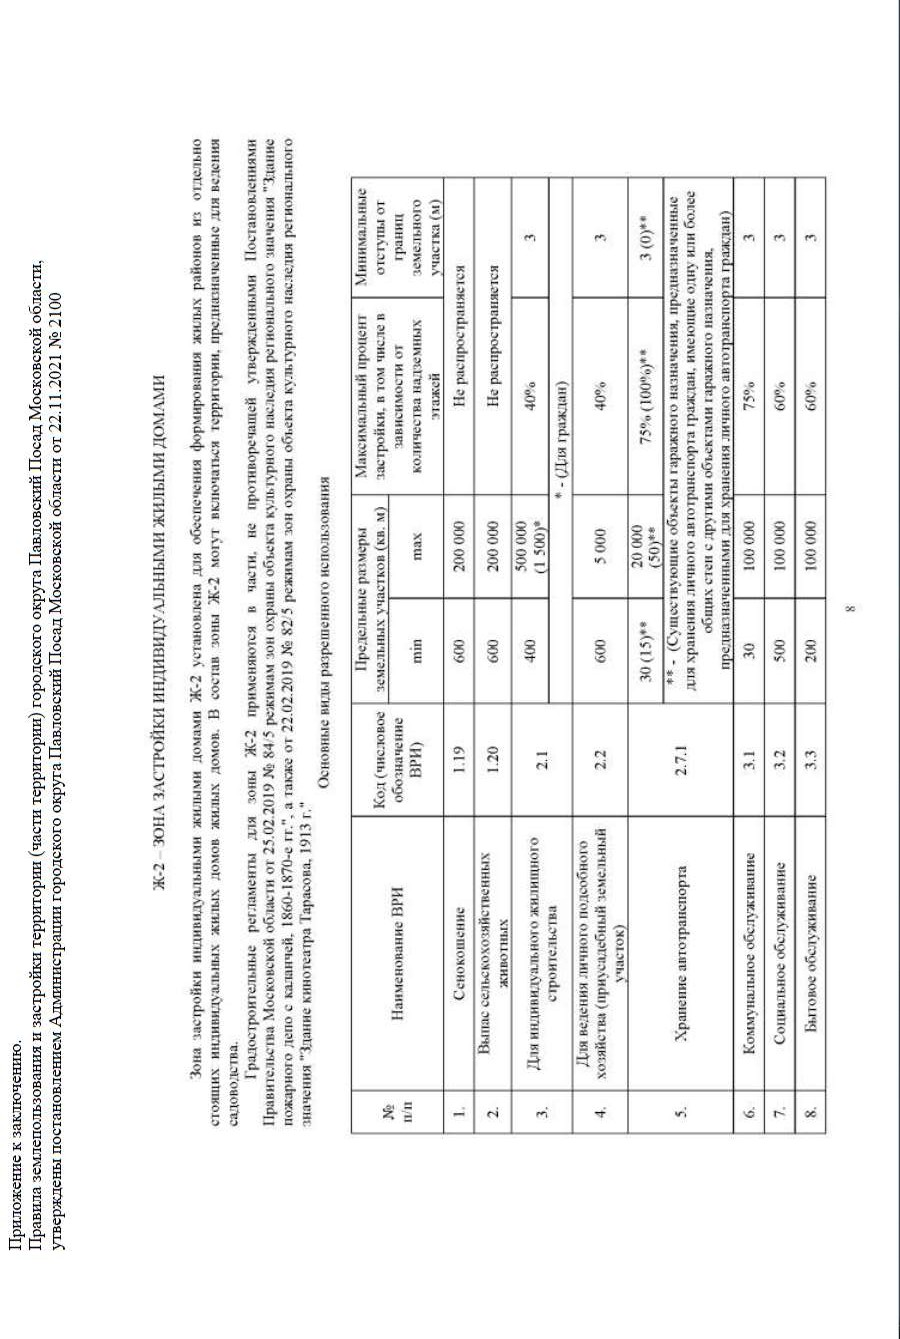 Приложение к заключению.
Правила землепользования и застройки территории (части территории) городского округа Павловский Посад Московской области,
утверждены постановлением Администрации городского округа Павловский Посад Московской области от 22.11.2021 № 2100
Ж-2 – ЗОНА ЗАСТРОЙКИ ИНДИВИДУАЛЬНЫМИ ЖИЛЫМИ ДОМАМИ
Зона застройки индивидуальными жилыми домами Ж-2 установлена для обеспечения формирования жилых районов из отдельно
стоящих индивидуальных жилых домов жилых домов. В состав зоны Ж-2 могут включаться территории, предназначенные для ведения
садоводства.
Градостроительные регламенты для зоны Ж-2 применяются в части, не противоречащей утвержденными Постановлениями
Правительства Московской области от 25.02.2019 № 84/5 режимам зон охраны объекта культурного наследия регионального значения "Здание
пожарного депо с каланчей, 1860-1870-е гг.", а также от 22.02.2019 № 82/5 режимам зон охраны объекта культурного наследия регионального
значения "Здание кинотеатра Тарасова, 1913 г."
Основные виды разрешенного использования
№
п/п
Наименование ВРИ
Код (числовое
обозначение
ВРИ)
Предельные размеры
земельных участков (кв. м)
min
max
Максимальный процент
застройки, в том числе в
зависимости от
количества надземных
этажей
Минимальные
отступы от
границ
земельного
участка (м)
1. Сенокошение 1.19 600 200 000 Не распространяется
2. Выпас сельскохозяйственных
животных
1.20 600 200 000 Не распространяется
3. Для индивидуального жилищного
строительства
2.1 400 500 000
(1 500)*
40% 3
* - (Для граждан)
4. Для ведения личного подсобного
хозяйства (приусадебный земельный
участок)
2.2 600 5 000 40% 3
5. Хранение автотранспорта 2.7.1 30 (15)** 20 000
(50)**
75% (100%)** 3 (0)**
** - (Существующие объекты гаражного назначения, предназначенные
для хранения личного автотранспорта граждан, имеющие одну или более
общих стен с другими объектами гаражного назначения,
предназначенными для хранения личного автотранспорта граждан)
6. Коммунальное обслуживание 3.1 30 100 000 75% 3
7. Социальное обслуживание 3.2 500 100 000 60% 3
8. Бытовое обслуживание 3.3 200 100 000 60% 3
8